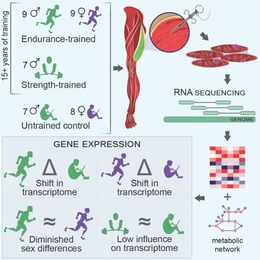 15+ years of training
9♂ 9♀
Endurance-trained
7♂
Strength-trained
7♂ 8♀
Untrained control
RNA SEQUENCING
GENOME
GENE EXPRESSION
Δ
Shift in
transcriptome
Δ
Shift in
transcriptome
≈
Diminished
sex differences
≈
Low influence
on transcriptome
+
metabolic
network